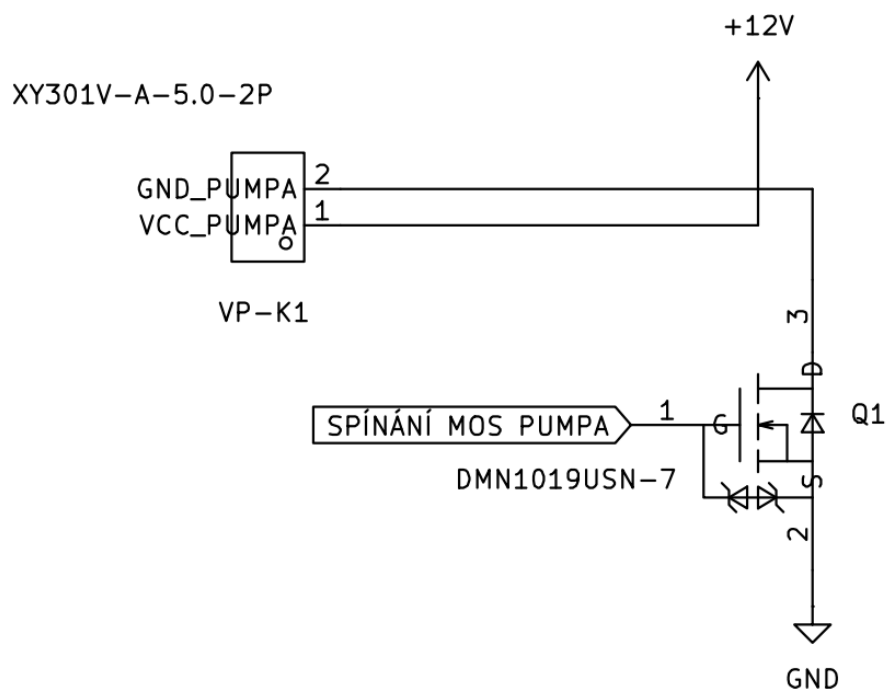 +12V
XY301V-A-5.0-2P
GND_PUMPA 2
VCC_PUMPA 1
VP-K1
3
D
SPÍNÁNÍ MOS PUMPA 1 G
Q1
DMN1019USN-7
S
2
GND